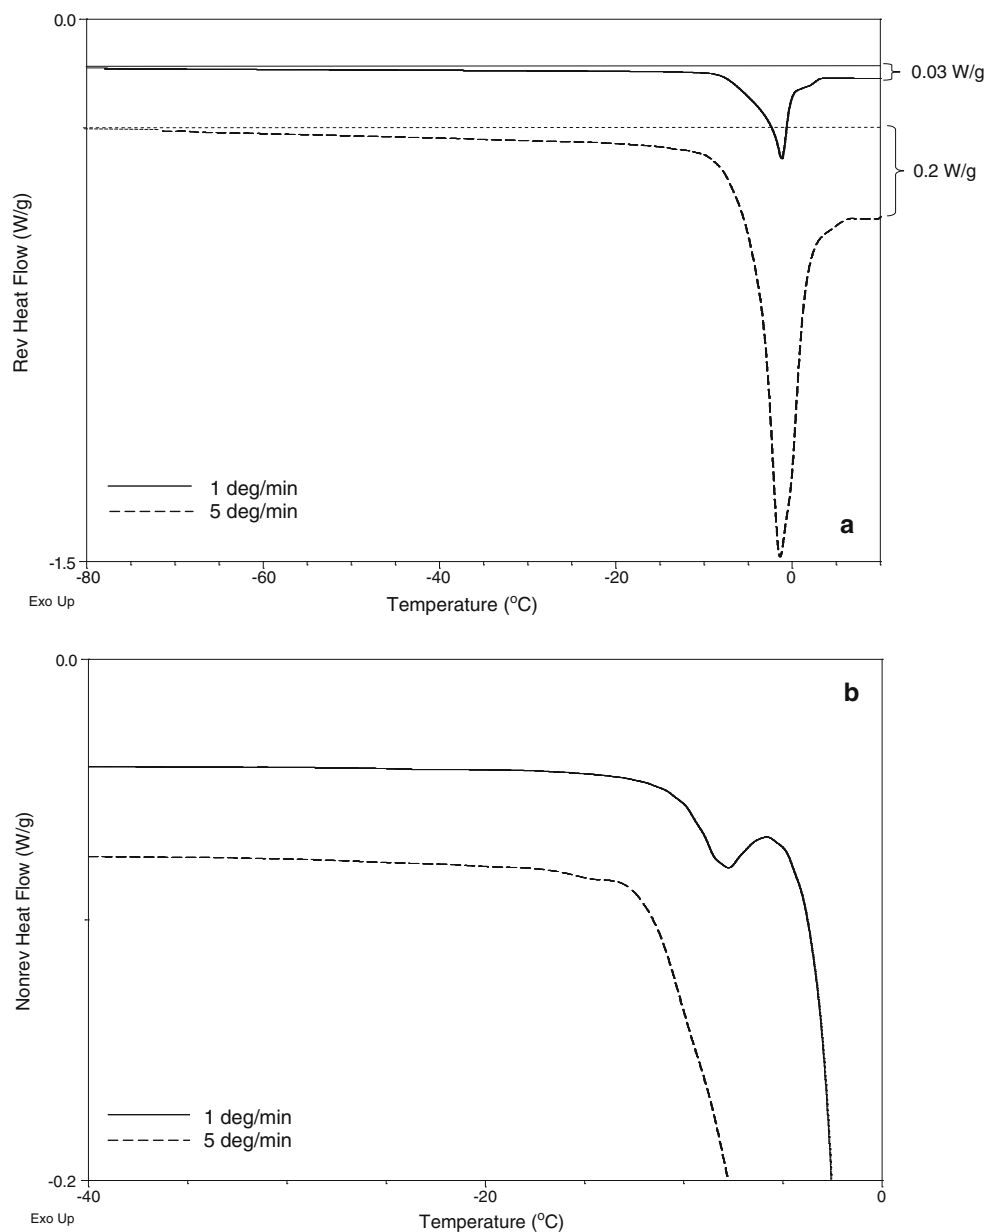 0.0
0.03 W/g
0.2 W/g
Rev Heat Flow (W/g)
1 deg/min
5 deg/min
a
-1.5
-80
-60
-40
-20
0
Exo Up
Temperature (°C)
0.0
b
Nonrev Heat Flow (W/g)
1 deg/min
5 deg/min
-0.2
-40
-20
0
Exo Up
Temperature (°C)